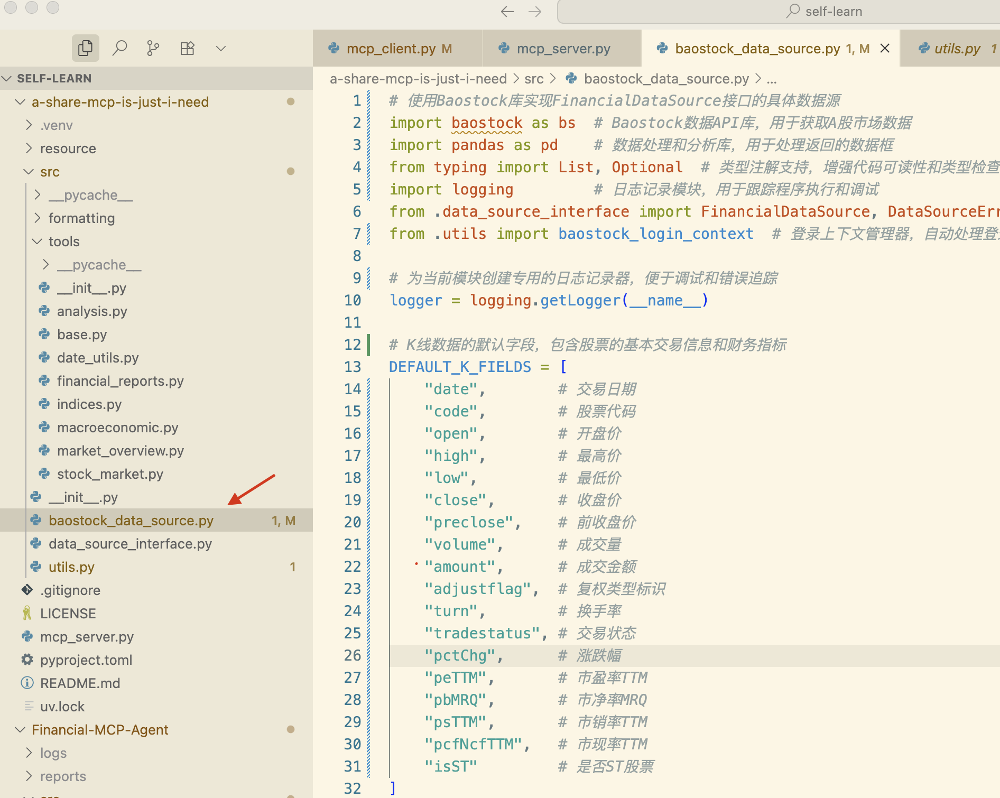 self-learn
SELF-LEARN
a-share-mcp-is-just-i-need
.venv
resource
src
__pycache__
formatting
tools
__pycache__
__init__.py
analysis.py
base.py
date_utils.py
financial_reports.py
indices.py
macroeconomic.py
market_overview.py
stock_market.py
__init__.py
baostock_data_source.py 1, M
data_source_interface.py
utils.py 1
.gitignore
LICENSE
mcp_server.py
pyproject.toml
README.md
uv.lock
Financial-MCP-Agent
logs
reports
mcp_client.py M
mcp_server.py
baostock_data_source.py 1, M
utils.py 1
a-share-mcp-is-just-i-need > src > baostock_data_source.py > ...
1 # 使用Baostock库实现FinancialDataSource接口的具体数据源
2 import baostock as bs # Baostock数据API库，用于获取A股市场数据
3 import pandas as pd # 数据处理和分析库，用于处理返回的数据框
4 from typing import List, Optional # 类型注解支持，增强代码可读性和类型检查
5 import logging # 日志记录模块，用于跟踪程序执行和调试
6 from .data_source_interface import FinancialDataSource, DataSourceErr
7 from .utils import baostock_login_context # 登录上下文管理器，自动处理登
8
9 # 为当前模块创建专用的日志记录器，便于调试和错误追踪
10 logger = logging.getLogger(__name__)
11
12 # K线数据的默认字段，包含股票的基本交易信息和财务指标
13 DEFAULT_K_FIELDS = [
14 "date", # 交易日期
15 "code", # 股票代码
16 "open", # 开盘价
17 "high", # 最高价
18 "low", # 最低价
19 "close", # 收盘价
20 "preclose", # 前收盘价
21 "volume", # 成交量
22 "amount", # 成交金额
23 "adjustflag", # 复权类型标识
24 "turn", # 换手率
25 "tradestatus", # 交易状态
26 "pctChg", # 涨跌幅
27 "peTTM", # 市盈率TTM
28 "pbMRQ", # 市净率MRQ
29 "psTTM", # 市销率TTM
30 "pcfNcfTTM", # 市现率TTM
31 "isST" # 是否ST股票
32 ]